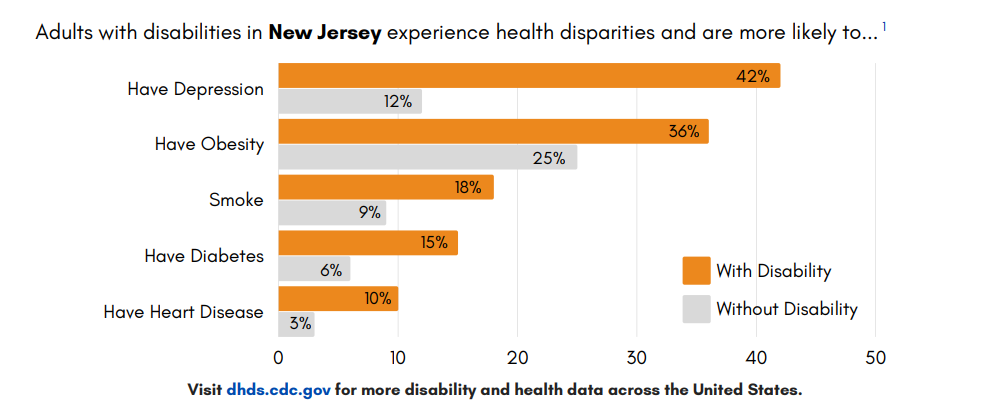 Adults with disabilities in New Jersey experience health disparities and are more likely to... 1
Have Depression
42%
12%
Have Obesity
36%
25%
Smoke
18%
9%
Have Diabetes
15%
6%
Have Heart Disease
10%
3%
With Disability
Without Disability
0 10 20 30 40 50
Visit dhds.cdc.gov for more disability and health data across the United States.